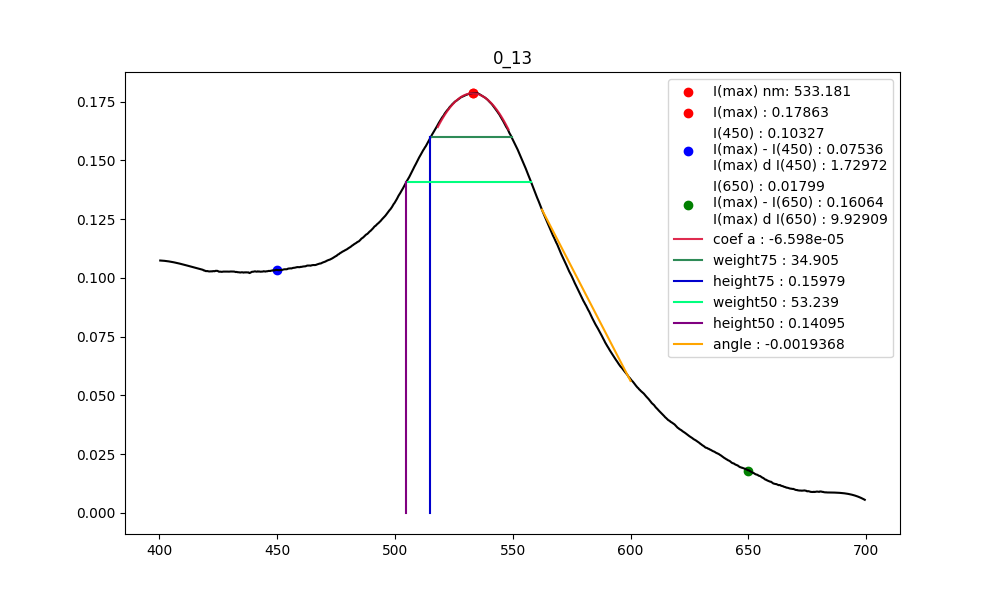 0_13
I(max) nm: 533.181
I(max) : 0.17863
I(450) : 0.10327
I(max) - I(450) : 0.07536
I(max) d I(450) : 1.72972
I(650) : 0.01799
I(max) - I(650) : 0.16064
I(max) d I(650) : 9.92909
coef a : -6.598e-05
weight75 : 34.905
height75 : 0.15979
weight50 : 53.239
height50 : 0.14095
angle : -0.0019368
0.175
0.150
0.125
0.100
0.075
0.050
0.025
0.000
400 450 500 550 600 650 700